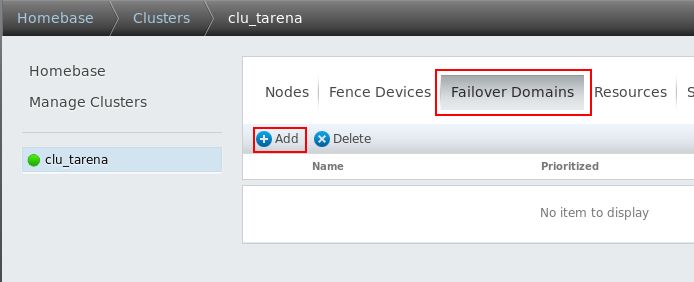 Homebase Clusters clu_tarena
Homebase
Manage Clusters
clu_tarena
Nodes Fence Devices Failover Domains Resources S
Add Delete
Name Prioritized
No item to display